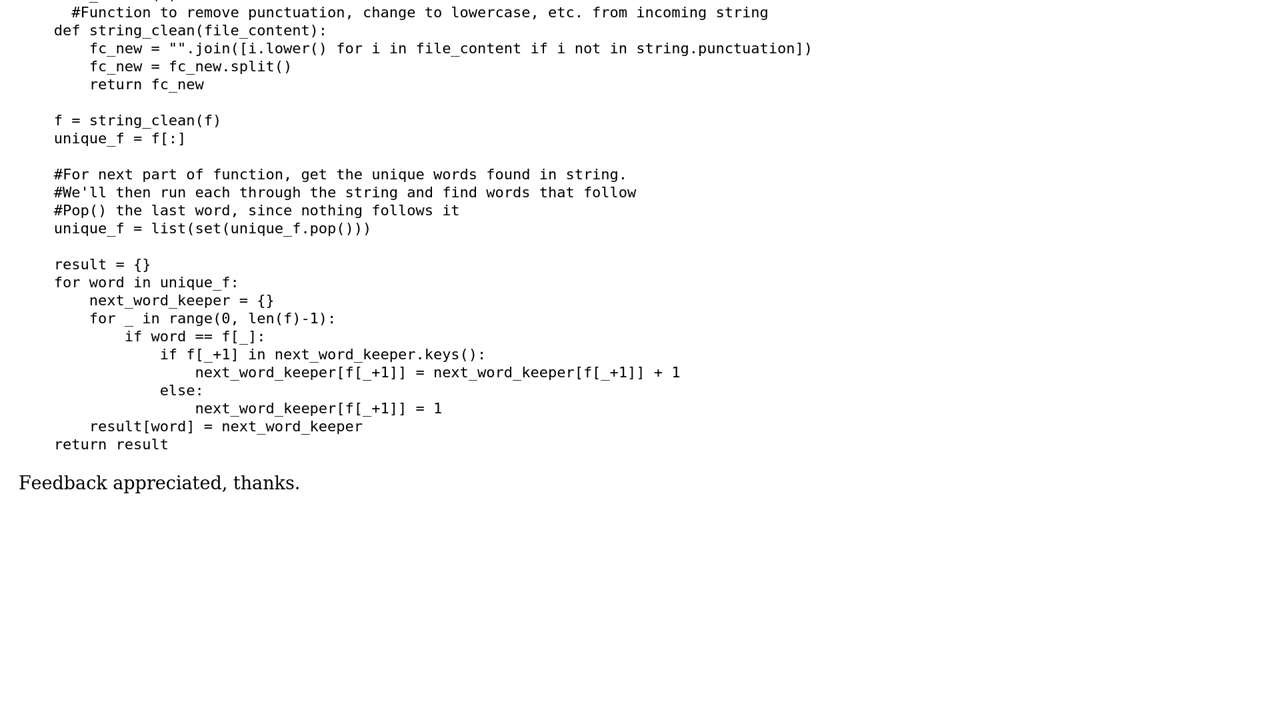 #Function to remove punctuation, change to lowercase, etc. from incoming string
def string_clean(file_content):
fc_new = "".join([i.lower() for i in file_content if i not in string.punctuation])
fc_new = fc_new.split()
return fc_new
f = string_clean(f)
unique_f = f[:]
#For next part of function, get the unique words found in string.
#We'll then run each through the string and find words that follow
#Pop() the last word, since nothing follows it
unique_f = list(set(unique_f.pop()))
result = {}
for word in unique_f:
next_word_keeper = {}
for _ in range(0, len(f)-1):
if word == f[_]:
if f[_+1] in next_word_keeper.keys():
next_word_keeper[f[_+1]] = next_word_keeper[f[_+1]] + 1
else:
next_word_keeper[f[_+1]] = 1
result[word] = next_word_keeper
return result
Feedback appreciated, thanks.